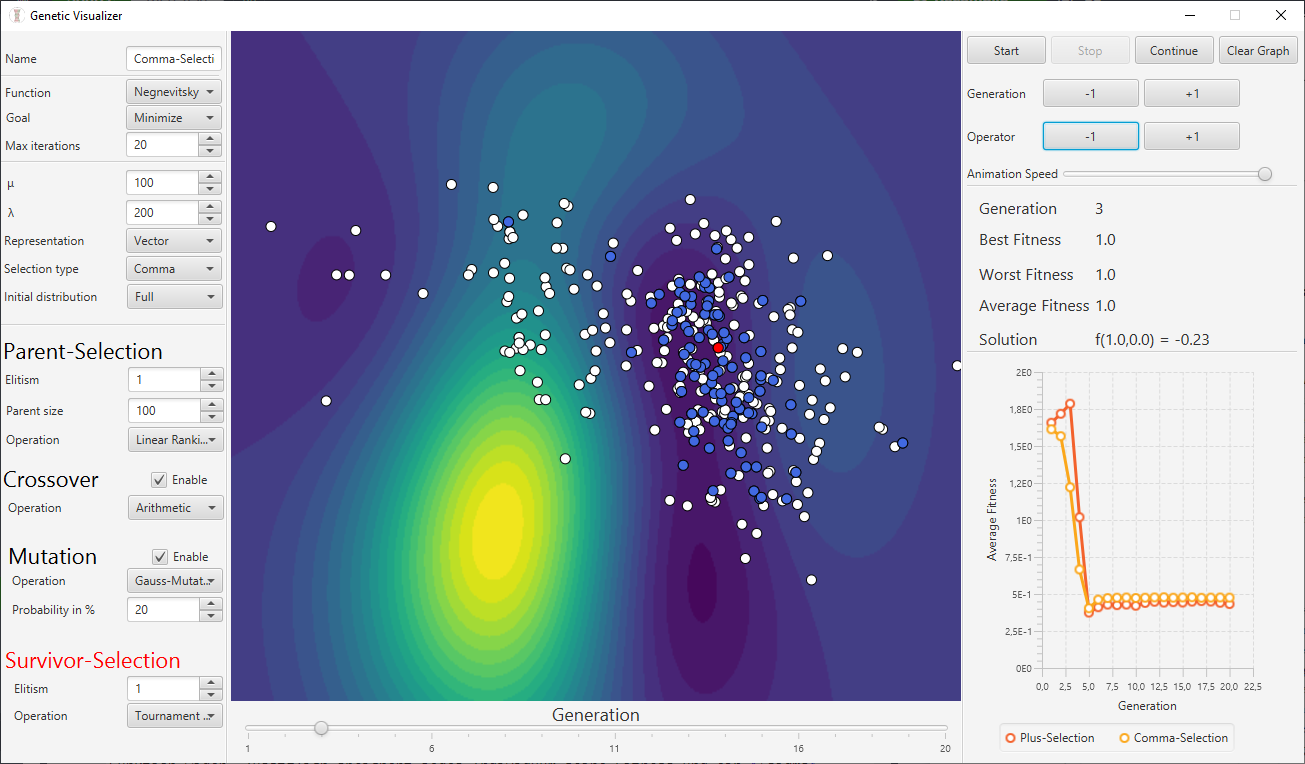 Genetic Visualizer
Name
Comma-Selecti
Function
Negnevitsky
Goal
Minimize
Max iterations
20
μ
100
λ
200
Representation
Vector
Selection type
Comma
Initial distribution
Full
Parent-Selection
Elitism
1
Parent size
100
Operation
Linear Ranki...
Crossover
Enable
Operation
Arithmetic
Mutation
Enable
Operation
Gauss-Mutat...
Probability in %
20
Survivor-Selection
Elitism
1
Operation
Tournament ...
Generation
1
6
11
16
20
Start
Stop
Continue
Clear Graph
Generation
-1
+1
Operator
-1
+1
Animation Speed
Generation 3
Best Fitness 1.0
Worst Fitness 1.0
Average Fitness 1.0
Solution f(1.0,0.0) = -0.23
Average Fitness
2E0
1,8E0
1,5E0
1,2E0
1E0
7,5E-1
5E-1
2,5E-1
0E0
0,0 2,5 5,0 7,5 10,0 12,5 15,0 17,5 20,0 22,5
Generation
Plus-Selection
Comma-Selection